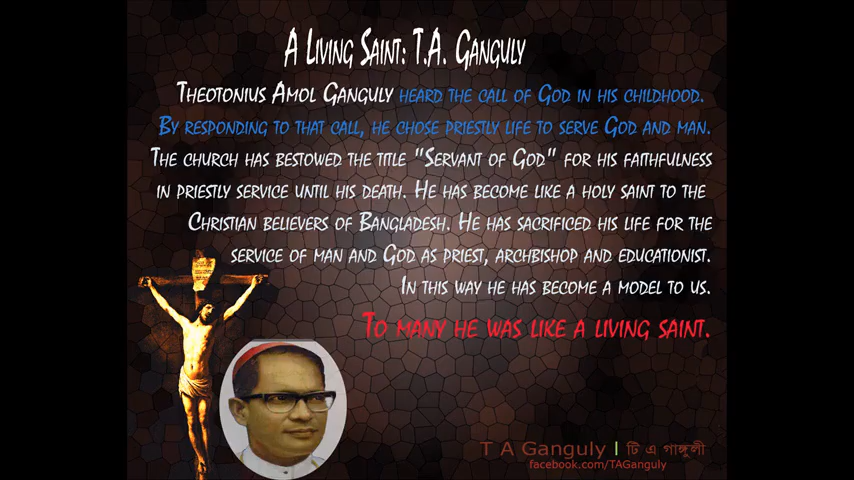 A Living Saint: T.A. Ganguly
Theotonius Amol Ganguly heard the call of God in his childhood.
By responding to that call, he chose priestly life to serve God and man.
The church has bestowed the title "Servant of God" for his faithfulness
in priestly service until his death. He has become like a holy saint to the
Christian believers of Bangladesh. He has sacrificed his life for the
service of man and God as priest, archbishop and educationist.
In this way he has become a model to us.
To many he was like a living saint.
T A Ganguly | টি এ গাঙ্গুলী
facebook.com/TAGanguly